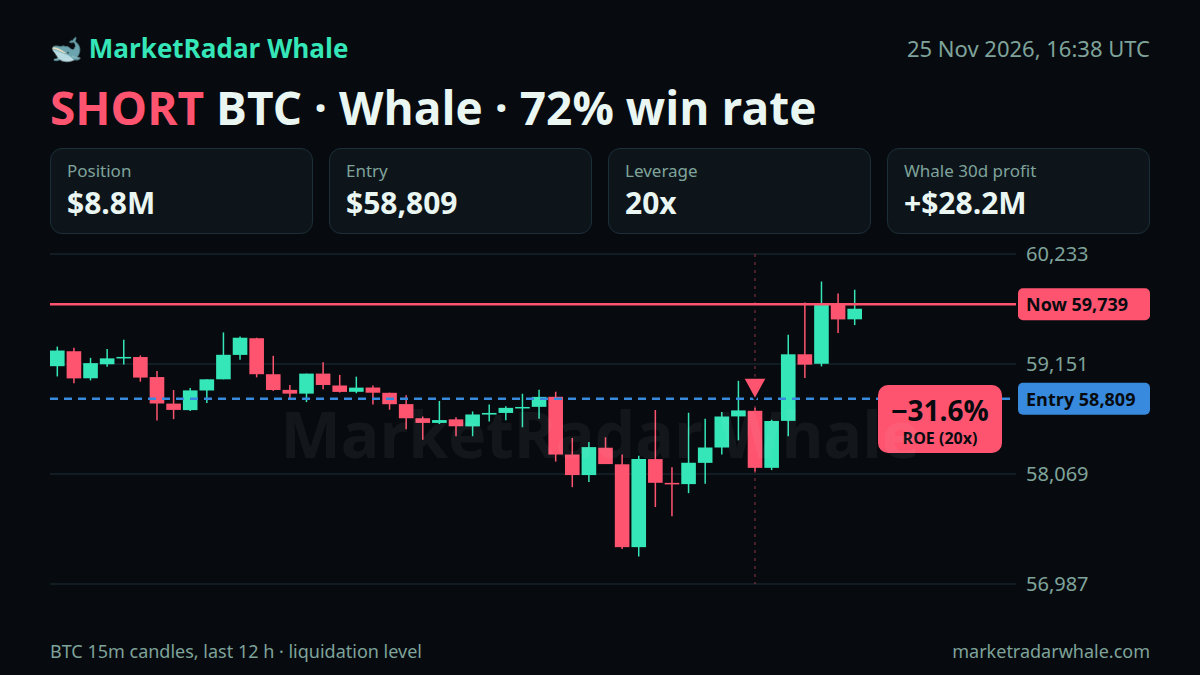 🐳 MarketRadar Whale
25 Nov 2026, 16:38 UTC
SHORT BTC · Whale · 72% win rate
Position
$8.8M
Entry
$58,809
Leverage
20x
Whale 30d profit
+$28.2M
60,233
Now 59,739
59,151
Entry 58,809
−31.6%
ROE (20x)
MarketRadarWhale
58,069
56,987
BTC 15m candles, last 12 h · liquidation level
marketradarwhale.com